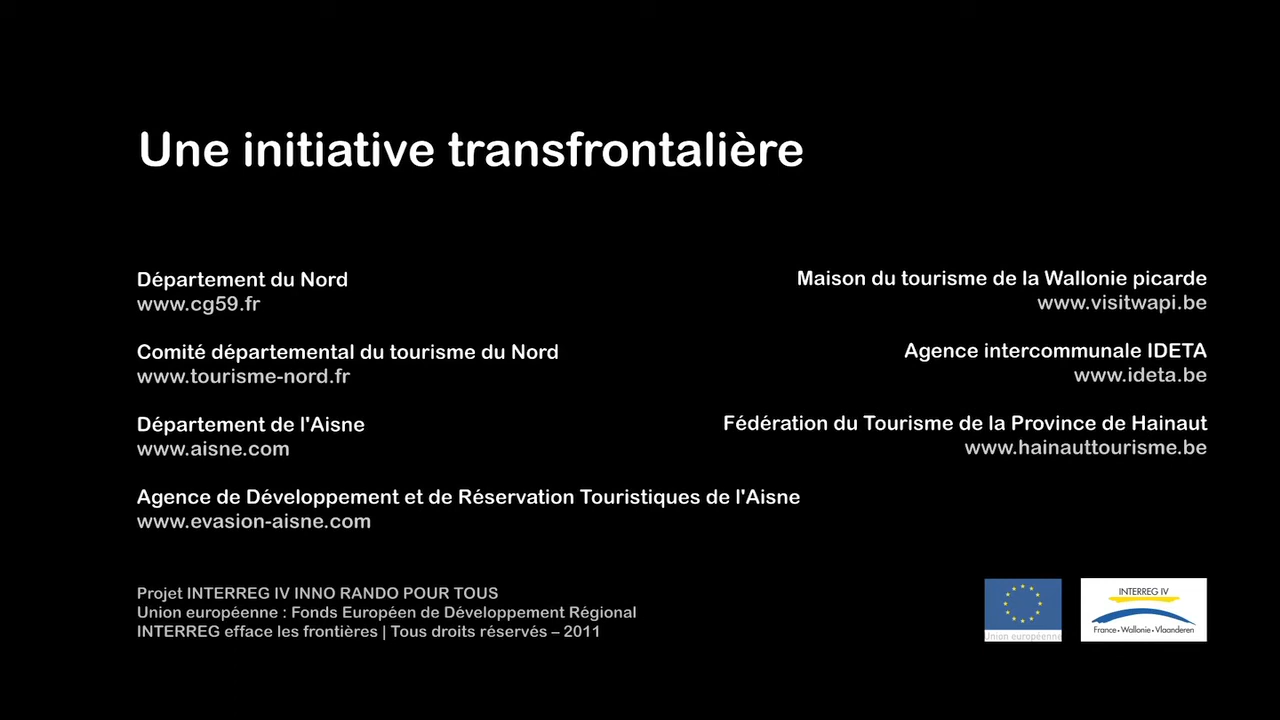 Une initiative transfrontalière
Département du Nord
www.cg59.fr
Comité départemental du tourisme du Nord
www.tourisme-nord.fr
Département de l'Aisne
www.aisne.com
Agence de Développement et de Réservation Touristiques de l'Aisne
www.evasion-aisne.com
Maison du tourisme de la Wallonie picarde
www.visitwapi.be
Agence intercommunale IDETA
www.ideta.be
Fédération du Tourisme de la Province de Hainaut
www.hainauttourisme.be
Projet INTERREG IV INNO RANDO POUR TOUS
Union européenne : Fonds Européen de Développement Régional
INTERREG efface les frontières | Tous droits réservés – 2011
Union européenne
INTERREG IV
France • Wallonie • Vlaanderen